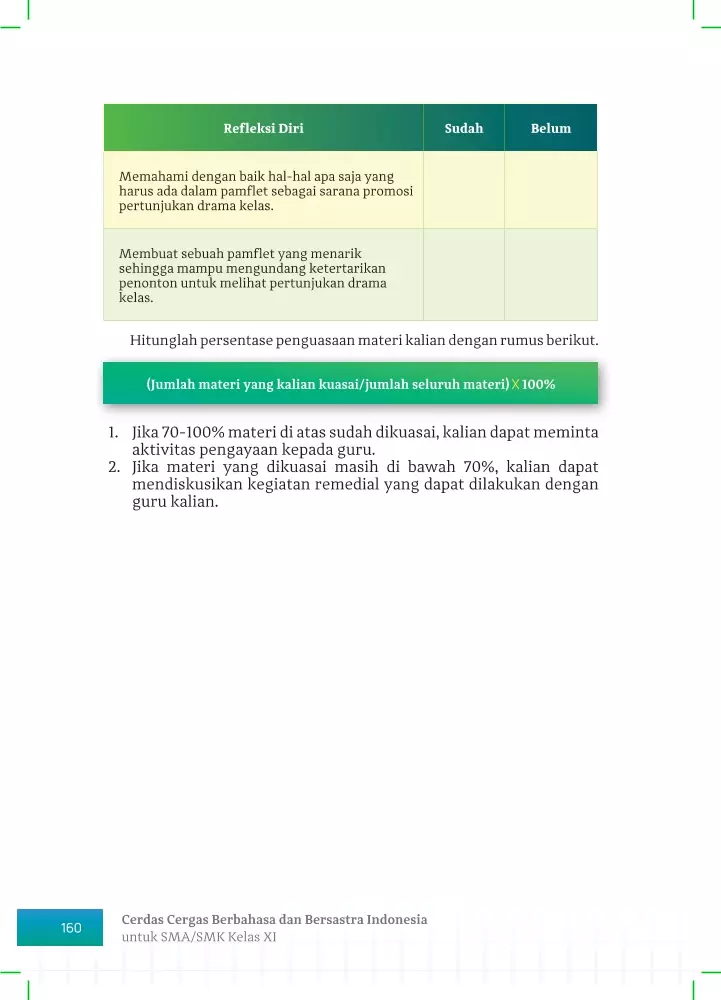 Refleksi Diri Sudah Belum
Memahami dengan baik hal-hal apa saja yang
harus ada dalam pamflet sebagai sarana promosi
pertunjukan drama kelas.
Membuat sebuah pamflet yang menarik
sehingga mampu mengundang ketertarikan
penonton untuk melihat pertunjukan drama
kelas.
Hitunglah persentase penguasaan materi kalian dengan rumus berikut.
(Jumlah materi yang kalian kuasai/jumlah seluruh materi) X 100%
1. Jika 70-100% materi di atas sudah dikuasai, kalian dapat meminta
aktivitas pengayaan kepada guru.
2. Jika materi yang dikuasai masih di bawah 70%, kalian dapat
mendiskusikan kegiatan remedial yang dapat dilakukan dengan
guru kalian.
160
Cerdas Cergas Berbahasa dan Bersastra Indonesia
untuk SMA/SMK Kelas XI